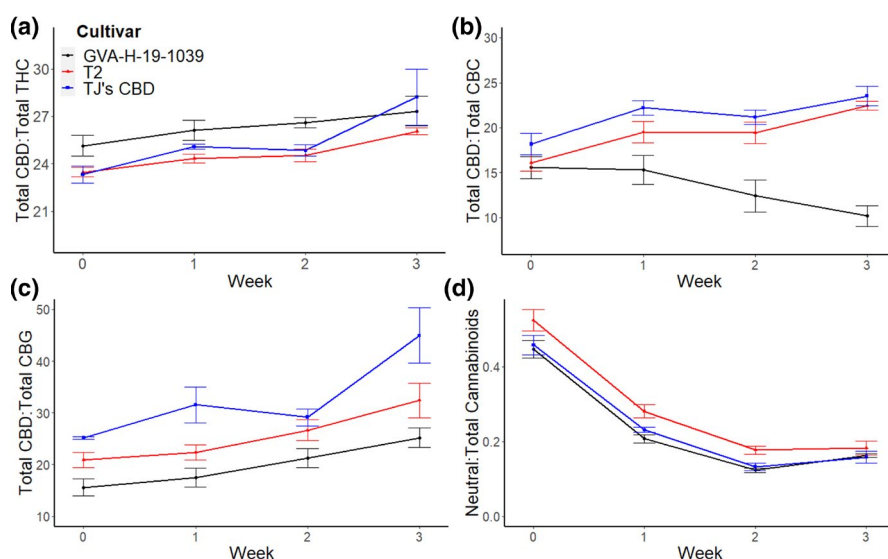 (a)
Cultivar
GVA-H-19-1039
T2
TJ's CBD
Total CBD:Total THC
30
27
24
21
0 1 2 3
Week
(b)
Total CBD:Total CBC
30
25
20
15
10
0 1 2 3
Week
(c)
Total CBD:Total CBG
50
40
30
20
10
0 1 2 3
Week
(d)
Neutral:Total Cannabinoids
0.4
0.2
0.0
0 1 2 3
Week